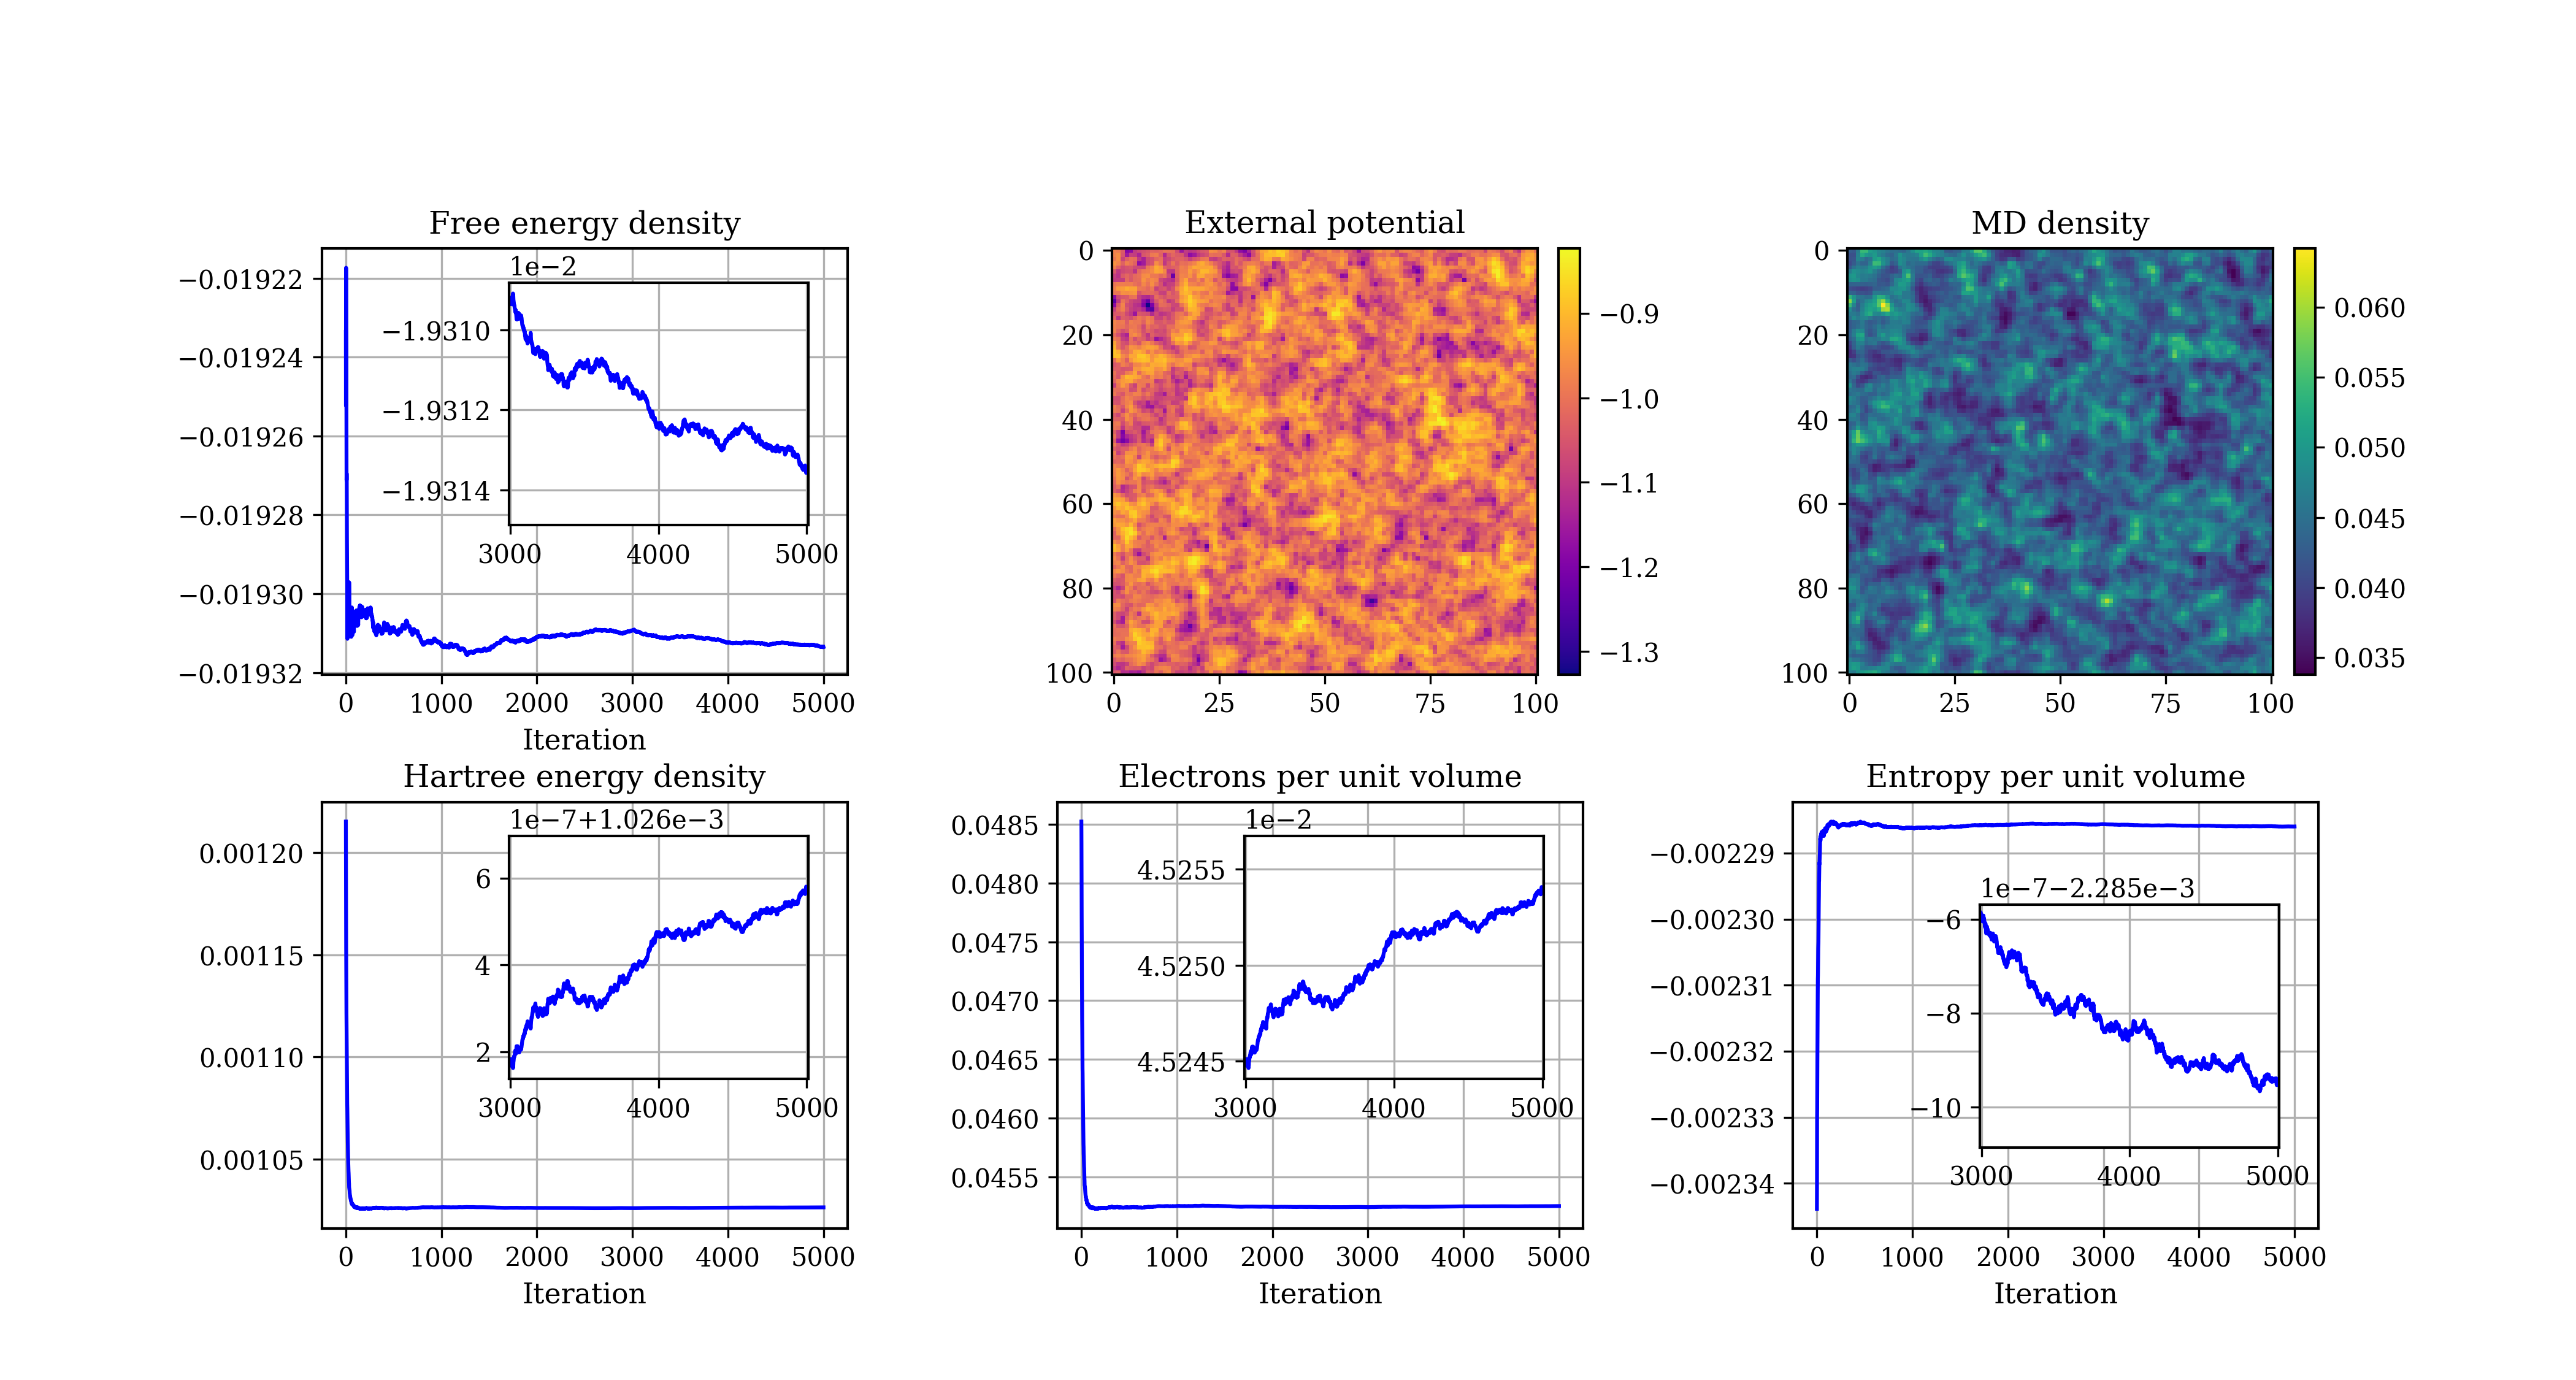 Free energy density
−0.01922
−0.01924
−0.01926
−0.01928
−0.01930
−0.01932
1e−2
−1.9310
−1.9312
−1.9314
3000 4000 5000
0 1000 2000 3000 4000 5000
Iteration
External potential
0
20
40
60
80
100
0 25 50 75 100
−0.9
−1.0
−1.1
−1.2
−1.3
MD density
0
20
40
60
80
100
0 25 50 75 100
0.060
0.055
0.050
0.045
0.040
0.035
Hartree energy density
0.00120
0.00115
0.00110
0.00105
1e−7+1.026e−3
6
4
2
3000 4000 5000
0 1000 2000 3000 4000 5000
Iteration
Electrons per unit volume
0.0485
0.0480
0.0475
0.0470
0.0465
0.0460
0.0455
1e−2
4.5255
4.5250
4.5245
3000 4000 5000
0 1000 2000 3000 4000 5000
Iteration
Entropy per unit volume
−0.00229
−0.00230
−0.00231
−0.00232
−0.00233
−0.00234
1e−7−2.285e−3
−6
−8
−10
3000 4000 5000
0 1000 2000 3000 4000 5000
Iteration